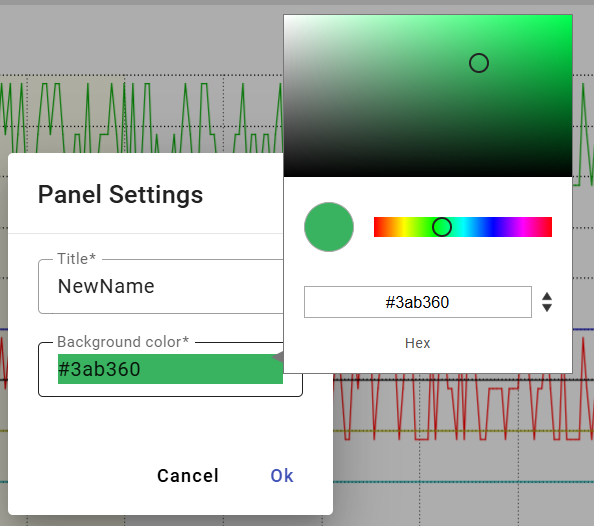 Panel Settings
Title*
NewName
Background color*
#3ab360
Cancel
Ok
#3ab360
Hex